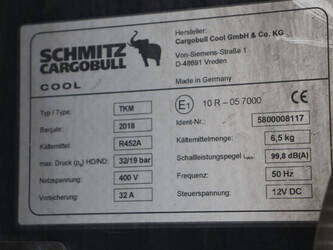 SCHMITZ
CARGOBULL
COOL
Hersteller:
Cargobull Cool GmbH & Co. KG
Von-Siemens-Straße 1
D-48691 Vreden
Made in Germany
E1 10 R - 05 7000 CE
Typ / Type: TKM
Baujahr: 2018
Kältemittel: R452A
max. Druck (pₛ) HD/ND: 32/19 bar
Netzspannung: 400 V
Vorsicherung: 32 A
Ident-Nr.: 5800008117
Kältemittelmenge: 6,5 kg
Schallleistungspegel Lwa: 99,8 dB(A)
Frequenz: 50 Hz
Steuerspannung: 12V DC